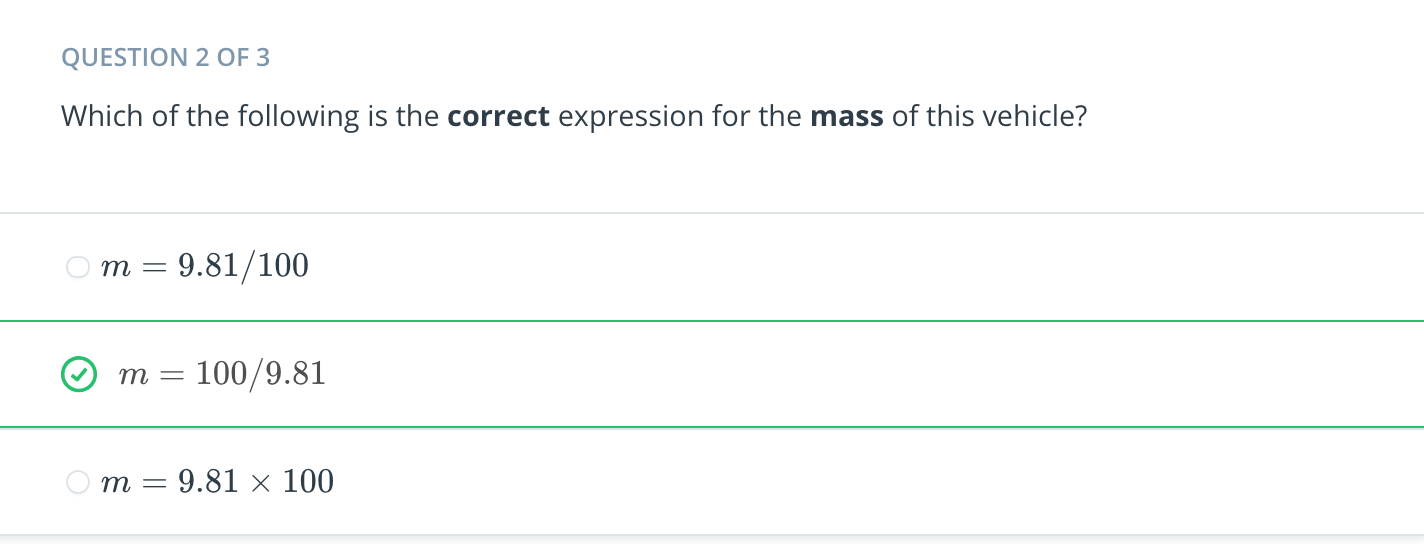 QUESTION 2 OF 3
Which of the following is the correct expression for the mass of this vehicle?
m = 9.81/100
m = 100/9.81
m = 9.81 × 100